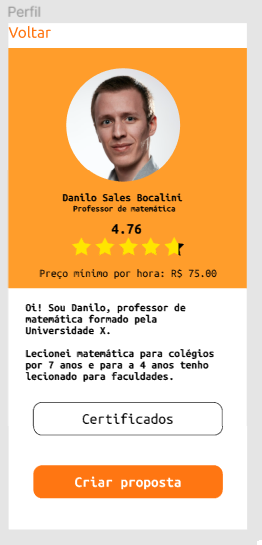 Perfil
Voltar
Danilo Sales Bocalini
Professor de matemática
4.76
Preço mínimo por hora: R$ 75.00
Oi! Sou Danilo, professor de
matemática formado pela
Universidade X.
Lecionei matemática para colégios
por 7 anos e para a 4 anos tenho
lecionado para faculdades.
Certificados
Criar proposta